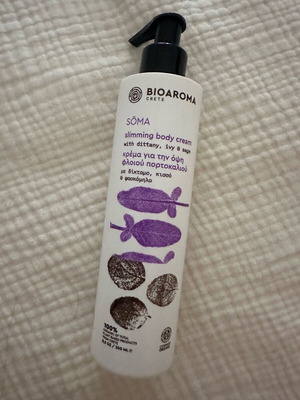 BIOAROMA
CRETE
SŌMA
slimming body cream
with dittany, ivy & sage
κρέμα για την όψη
φλοιού πορτοκαλιού
με δίκταμο, κισσό
& φασκόμηλο
100%